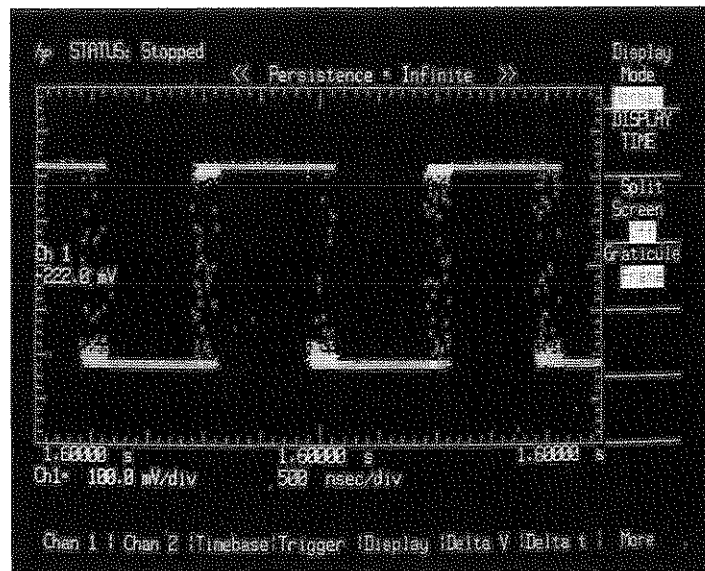 hp STATUS: Stopped
<< Persistence = Infinite >>
Display
Mode
DISPLAY
TIME
Split
Screen
Graticule
Ch 1
-222.0 mV
1.60000 s 1.60000 s 1.60000 s
Ch1= 100.0 mV/div .500 nsec/div
Chan 1 | Chan 2 |Timebase|Trigger |Display |Delta V |Delta t | More